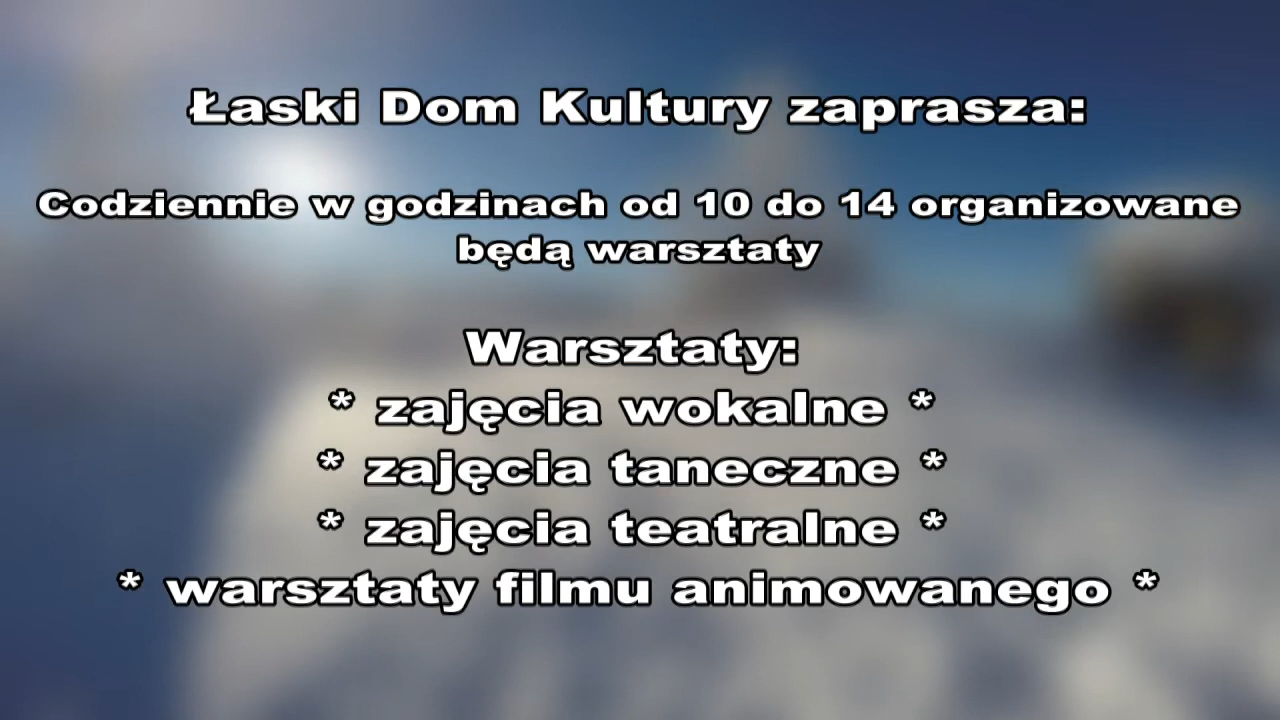 Łaski Dom Kultury zaprasza:
Codziennie w godzinach od 10 do 14 organizowane
będą warsztaty
Warsztaty:
* zajęcia wokalne *
* zajęcia taneczne *
* zajęcia teatralne *
* warsztaty filmu animowanego *